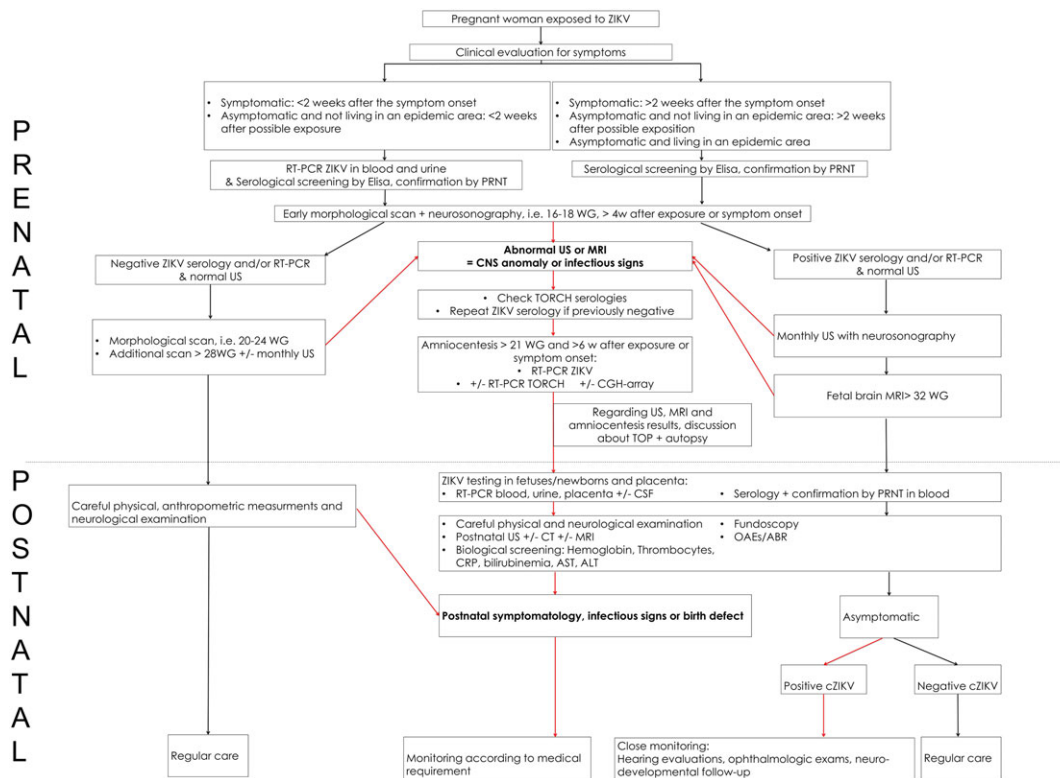 PRENATAL
Pregnant woman exposed to ZIKV
Clinical evaluation for symptoms
• Symptomatic: <2 weeks after the symptom onset
• Asymptomatic and not living in an epidemic area: <2 weeks
after possible exposure
• Symptomatic: >2 weeks after the symptom onset
• Asymptomatic and not living in an epidemic area: >2 weeks
after possible exposition
• Asymptomatic and living in an epidemic area
RT-PCR ZIKV in blood and urine
& Serological screening by Elisa, confirmation by PRNT
Serological screening by Elisa, confirmation by PRNT
Early morphological scan + neurosonography, i.e. 16-18 WG, > 4w after exposure or symptom onset
Negative ZIKV serology and/or RT-PCR
& normal US
Abnormal US or MRI
= CNS anomaly or infectious signs
Positive ZIKV serology and/or RT-PCR
& normal US
• Check TORCH serologies
• Repeat ZIKV serology if previously negative
• Morphological scan, i.e. 20-24 WG
• Additional scan > 28WG +/- monthly US
Monthly US with neurosonography
Amniocentesis > 21 WG and >6 w after exposure or
symptom onset:
• RT-PCR ZIKV
• +/- RT-PCR TORCH +/- CGH-array
Fetal brain MRI> 32 WG
Regarding US, MRI and
amniocentesis results, discussion
about TOP + autopsy
POSTNATAL
ZIKV testing in fetuses/newborns and placenta:
• RT-PCR blood, urine, placenta +/- CSF
• Serology + confirmation by PRNT in blood
Careful physical, anthropometric measurments and
neurological examination
• Careful physical and neurological examination
• Postnatal US +/- CT +/- MRI
• Biological screening: Hemoglobin, Thrombocytes,
CRP, bilirubinemia, AST, ALT
• Fundoscopy
• OAEs/ABR
Postnatal symptomatology, infectious signs or birth defect
Asymptomatic
Positive cZIKV
Negative cZIKV
Regular care
Monitoring according to medical
requirement
Close monitoring:
Hearing evaluations, ophthalmologic exams, neuro-
developmental follow-up
Regular care